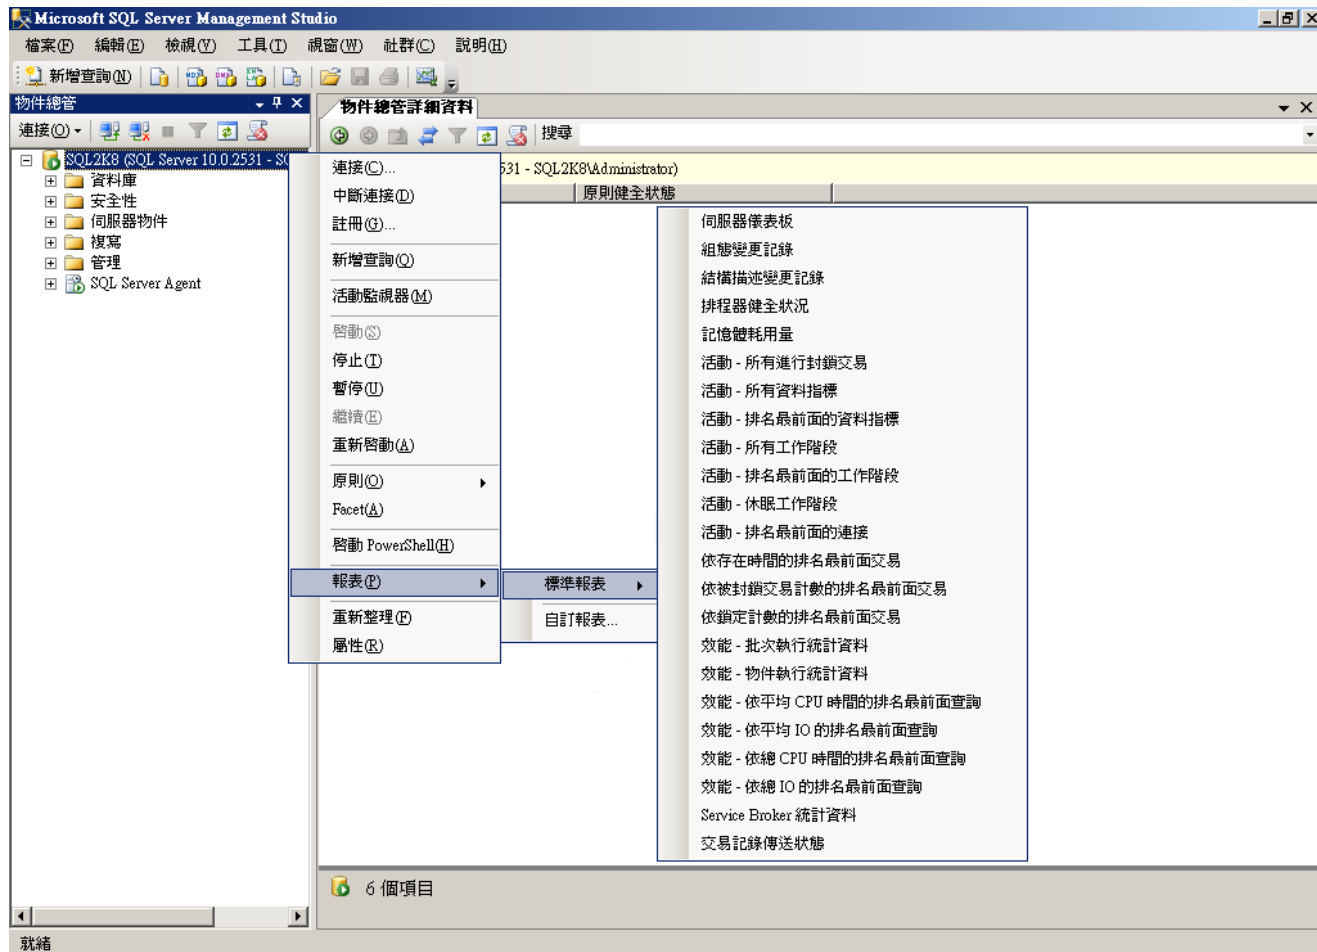 Microsoft SQL Server Management Studio
檔案(F) 編輯(E) 檢視(V) 工具(T) 視窗(W) 社群(C) 說明(H)
新增查詢(N)
物件總管
連接(O)
SQL2K8 (SQL Server 10.0.2531 - SQ
資料庫
安全性
伺服器物件
複寫
管理
SQL Server Agent
物件總管詳細資料
搜尋
531 - SQL2K8\Administrator)
原則健全狀態
連接(C)...
中斷連接(D)
註冊(G)...
新增查詢(Q)
活動監視器(M)
啟動(S)
停止(T)
暫停(U)
繼續(E)
重新啟動(A)
原則(O)
Facet(A)
啟動 PowerShell(H)
報表(P)
重新整理(F)
屬性(R)
標準報表
自訂報表...
伺服器儀表板
組態變更記錄
結構描述變更記錄
排程器健全狀況
記憶體耗用量
活動 - 所有進行封鎖交易
活動 - 所有資料指標
活動 - 排名最前面的資料指標
活動 - 所有工作階段
活動 - 排名最前面的工作階段
活動 - 休眠工作階段
活動 - 排名最前面的連接
依存在時間的排名最前面交易
依被封鎖交易計數的排名最前面交易
依鎖定計數的排名最前面交易
效能 - 批次執行統計資料
效能 - 物件執行統計資料
效能 - 依平均 CPU 時間的排名最前面查詢
效能 - 依平均 IO 的排名最前面查詢
效能 - 依總 CPU 時間的排名最前面查詢
效能 - 依總 IO 的排名最前面查詢
Service Broker 統計資料
交易記錄傳送狀態
6 個項目
就緒